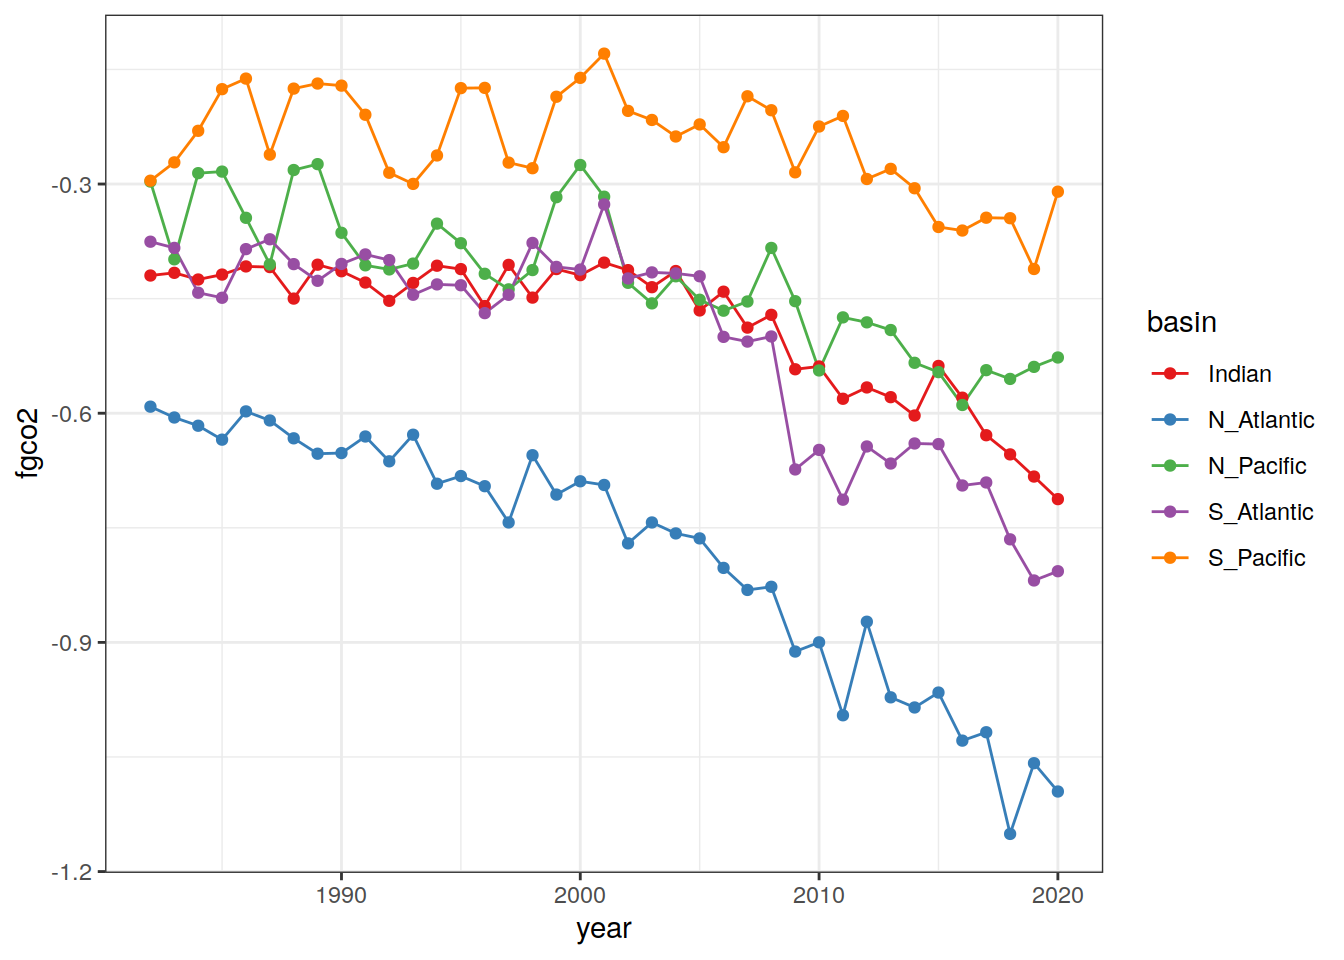 -0.3
-0.6
-0.9
-1.2
fgco2
1990
2000
2010
2020
year
basin
Indian
N_Atlantic
N_Pacific
S_Atlantic
S_Pacific